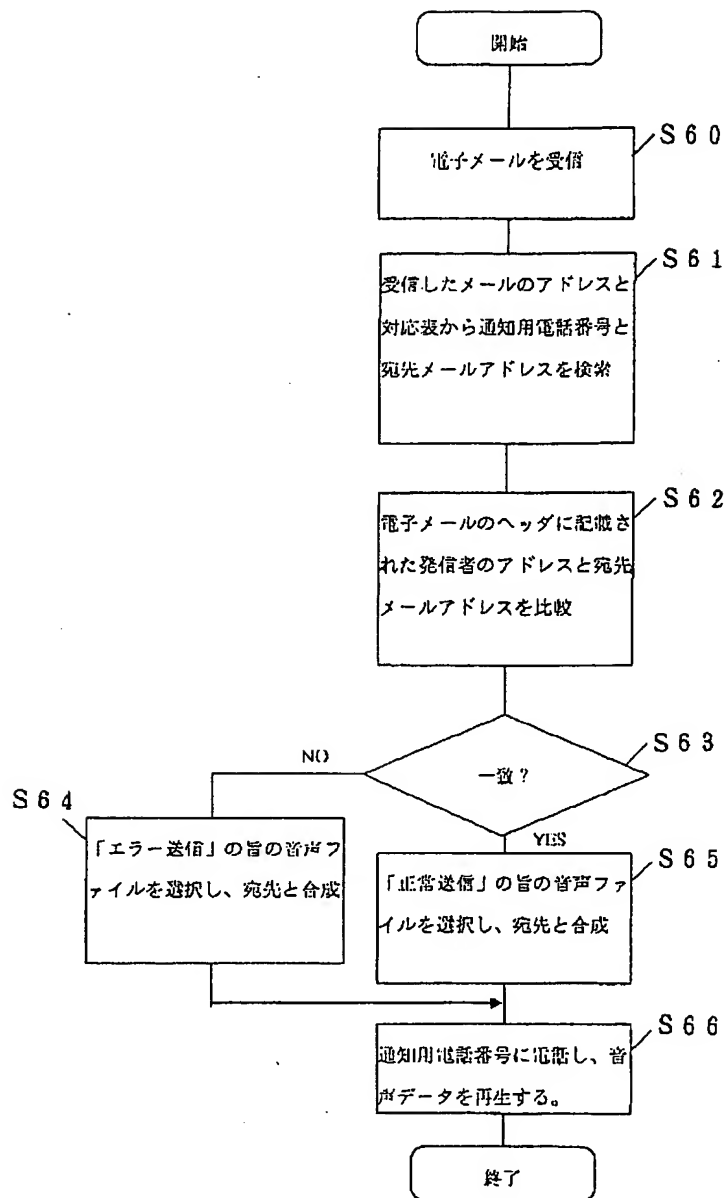 開始
S60
電子メールを受信
S61
受信したメールのアドレスと
対応表から通知用電話番号と
宛先メールアドレスを検索
S62
電子メールのヘッダに記載さ
れた発信者のアドレスと宛先
メールアドレスを比較
S63
一致?
NO
YES
S64
「エラー送信」の旨の音声フ
ァイルを選択し、宛先と合成
S65
「正常送信」の旨の音声ファ
イルを選択し、宛先と合成
S66
通知用電話番号に電話し、音
声データを再生する。
終了